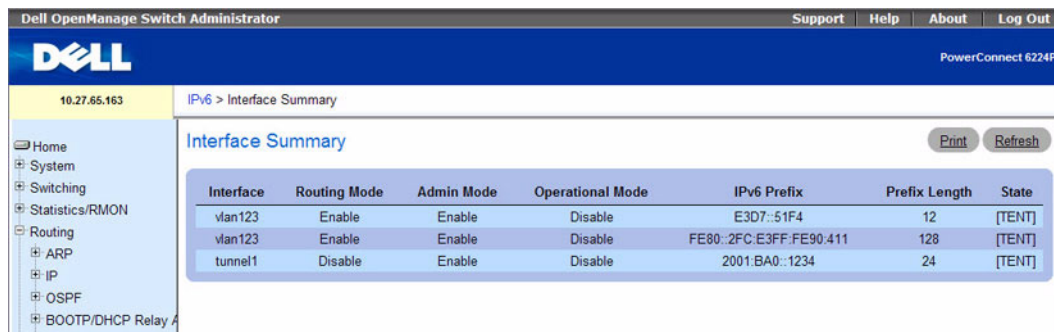 Dell OpenManage Switch Administrator Support Help About Log Out
DELL
PowerConnect 6224P
10.27.65.163 IPv6 > Interface Summary
Home
System
Switching
Statistics/RMON
Routing
ARP
IP
OSPF
BOOTP/DHCP Relay A
Interface Summary Print Refresh
Interface Routing Mode Admin Mode Operational Mode IPv6 Prefix Prefix Length State
vlan123 Enable Enable Disable E3D7::51F4 12 [TENT]
vlan123 Enable Enable Disable FE80::2FC:E3FF:FE90:411 128 [TENT]
tunnel1 Disable Enable Disable 2001:BA0::1234 24 [TENT]